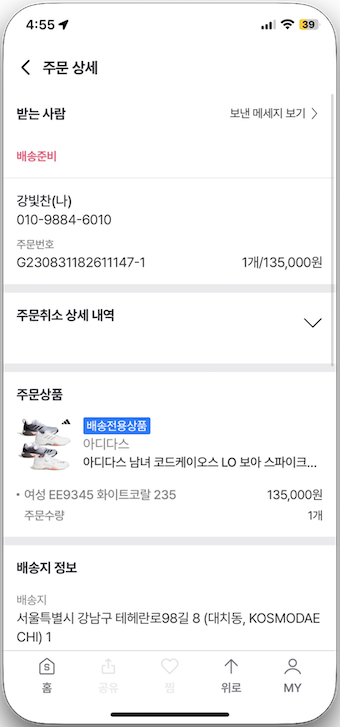 4:55
39
주문 상세
받는 사람
보낸 메세지 보기
배송준비
강빛찬(나)
010-9884-6010
주문번호
G230831182611147-1
1개/135,000원
주문취소 상세 내역
주문상품
배송전용상품
아디다스
아디다스 남녀 코드케이오스 LO 보아 스파이크...
• 여성 EE9345 화이트코랄 235
135,000원
주문수량
1개
배송지 정보
배송지
서울특별시 강남구 테헤란로98길 8 (대치동, KOSMODAE
CHI) 1
S
홈
공유
찜
위로
MY